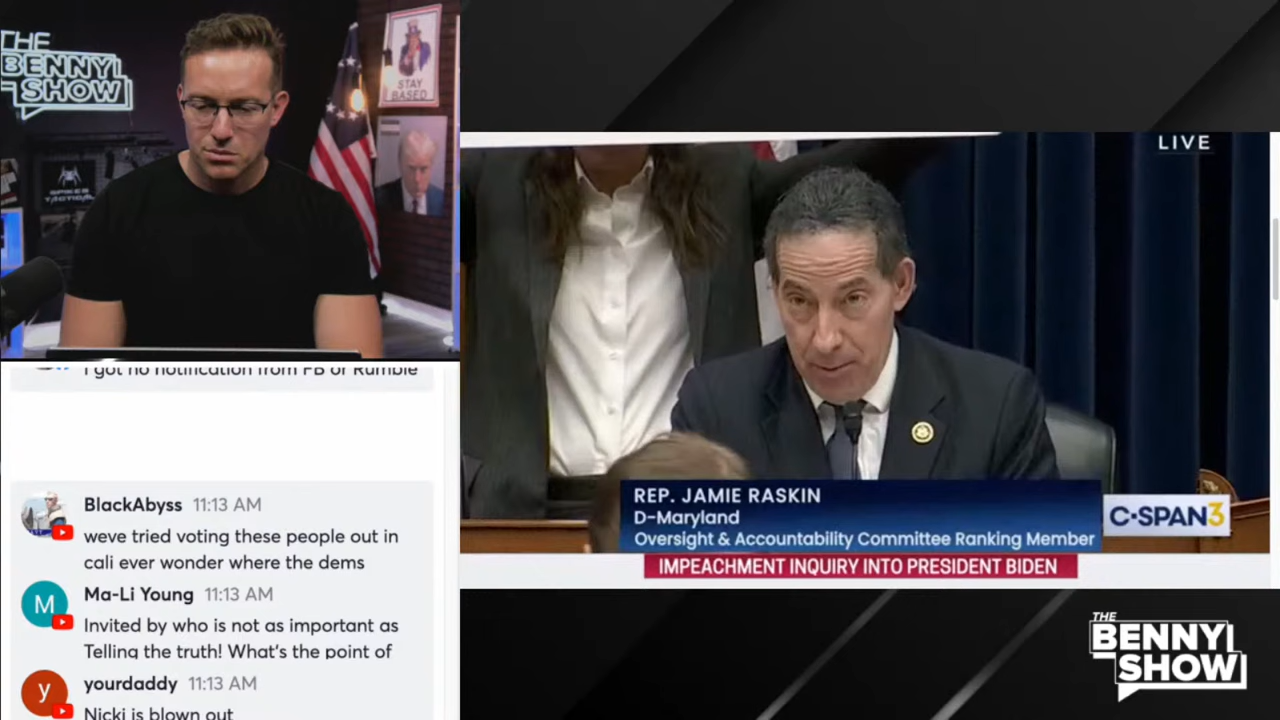 THE
BENNY
SHOW
STAY
BASED
LIVE
I got no notification from FB or Rumble
BlackAbyss 11:13 AM
weve tried voting these people out in
cali ever wonder where the dems
M
Ma-Li Young 11:13 AM
Invited by who is not as important as
Telling the truth! What's the point of
y
yourdaddy 11:13 AM
Nicki is blown out
REP. JAMIE RASKIN
D-Maryland
Oversight & Accountability Committee Ranking Member
C·SPAN3
IMPEACHMENT INQUIRY INTO PRESIDENT BIDEN
THE
BENNY
SHOW